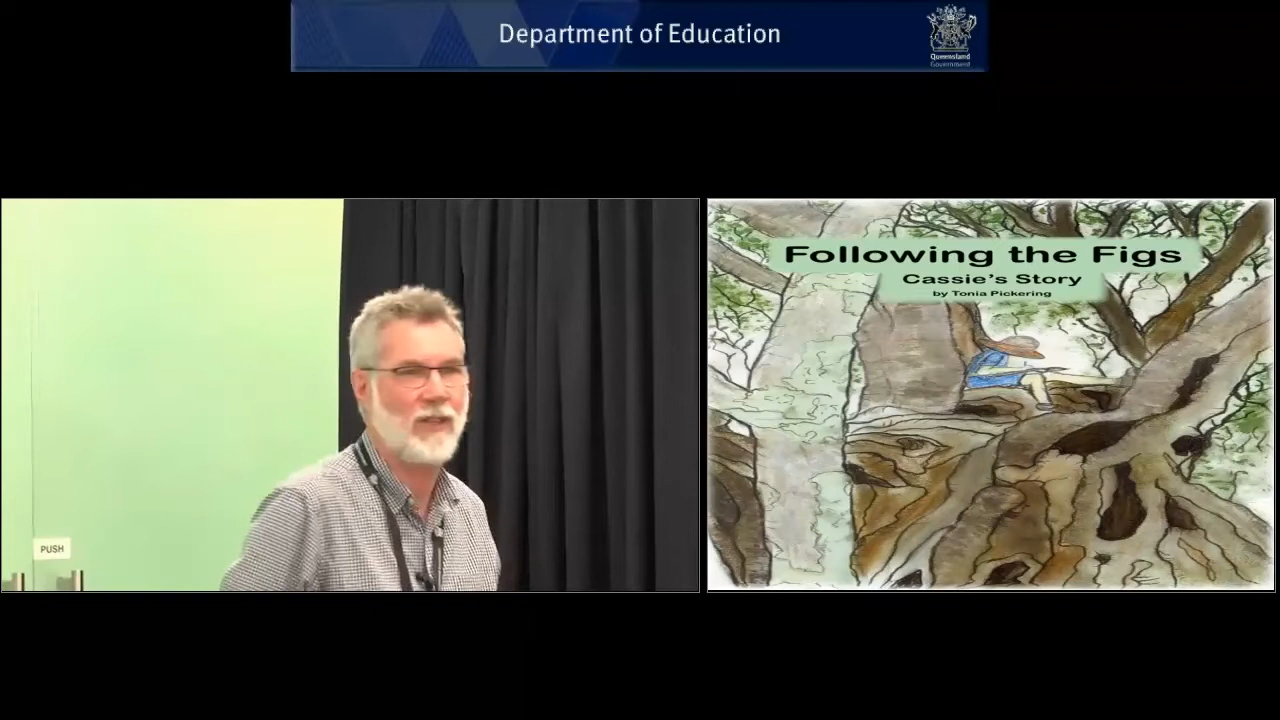 Department of Education
Queensland
Government
Following the Figs
Cassie's Story
by Tonia Pickering
PUSH